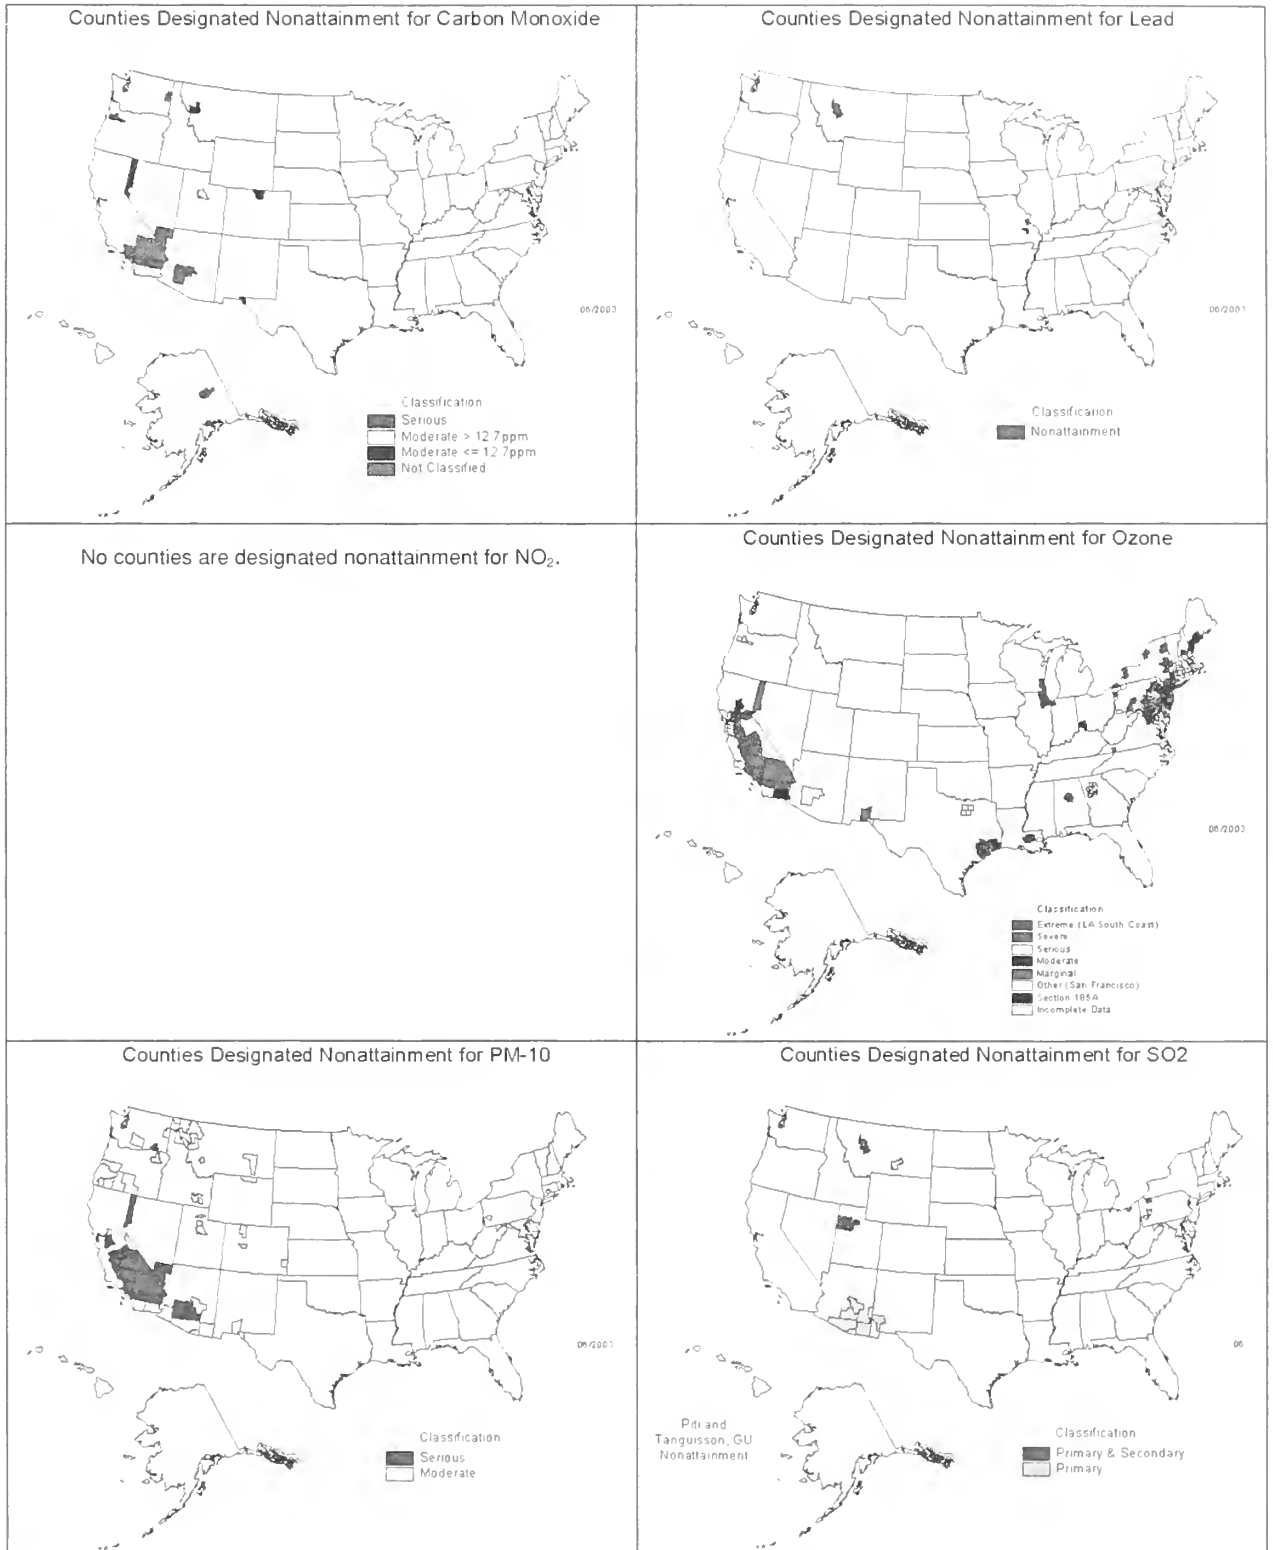 Counties Designated Nonattainment for Carbon Monoxide
06/2003
Classification
Serious
Moderate > 12.7ppm
Moderate <= 12.7ppm
Not Classified
Counties Designated Nonattainment for Lead
06/2003
Classification
Nonattainment
No counties are designated nonattainment for NO₂.
Counties Designated Nonattainment for Ozone
06/2003
Classification
Extreme (LA South Coast)
Severe
Serious
Moderate
Marginal
Other (San Francisco)
Section 185A
Incomplete Data
Counties Designated Nonattainment for PM-10
06/2003
Classification
Serious
Moderate
Counties Designated Nonattainment for SO2
06
Piti and
Tanguisson, GU
Nonattainment
Classification
Primary & Secondary
Primary